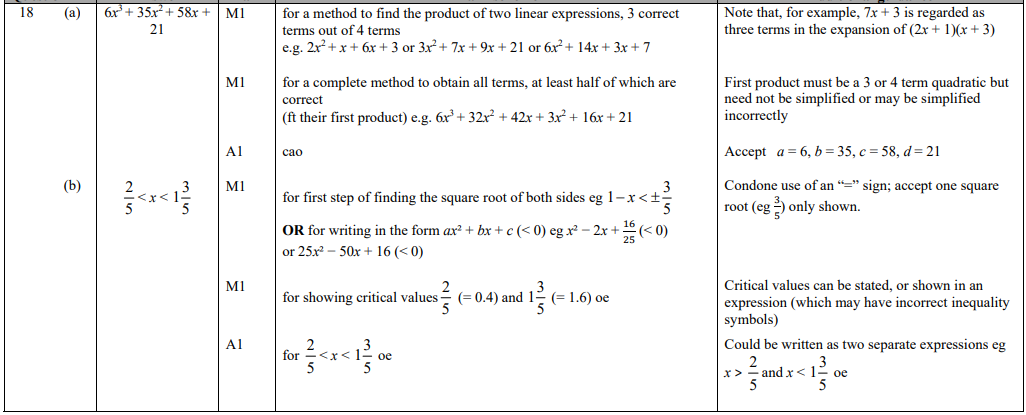 18 (a) 6x³ + 35x² + 58x + 21 M1 for a method to find the product of two linear expressions, 3 correct terms out of 4 terms
e.g. 2x² + x + 6x + 3 or 3x² + 7x + 9x + 21 or 6x² + 14x + 3x + 7
Note that, for example, 7x + 3 is regarded as
three terms in the expansion of (2x + 1)(x + 3)
M1 for a complete method to obtain all terms, at least half of which are
correct
(ft their first product) e.g. 6x³ + 32x² + 42x + 3x² + 16x + 21
First product must be a 3 or 4 term quadratic but
need not be simplified or may be simplified
incorrectly
A1 cao Accept a = 6, b = 35, c = 58, d = 21
(b) 2/5 < x < 1 3/5 M1 for first step of finding the square root of both sides eg 1 – x < ± 3/5
OR for writing in the form ax² + bx + c (< 0) eg x² – 2x + 16/25 (< 0)
or 25x² – 50x + 16 (< 0)
Condone use of an “=” sign; accept one square
root (eg 3/5) only shown.
M1 for showing critical values 2/5 (= 0.4) and 1 3/5 (= 1.6) oe
Critical values can be stated, or shown in an
expression (which may have incorrect inequality
symbols)
A1 for 2/5 < x < 1 3/5 oe
Could be written as two separate expressions eg
x > 2/5 and x < 1 3/5 oe